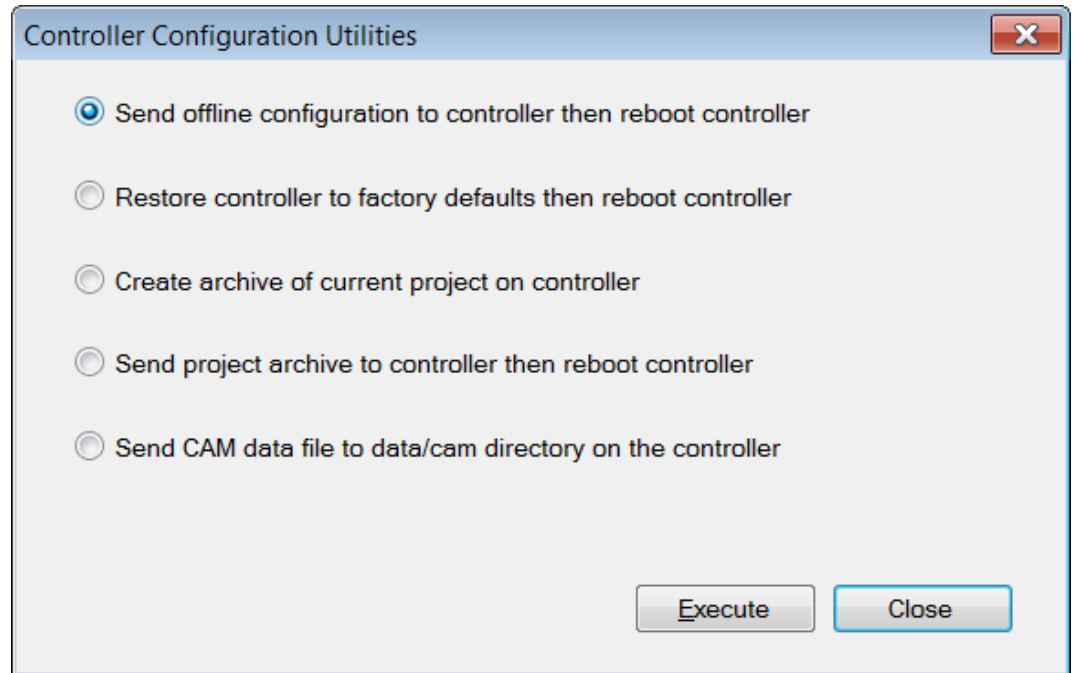 Controller Configuration Utilities
Send offline configuration to controller then reboot controller
Restore controller to factory defaults then reboot controller
Create archive of current project on controller
Send project archive to controller then reboot controller
Send CAM data file to data/cam directory on the controller
Execute Close